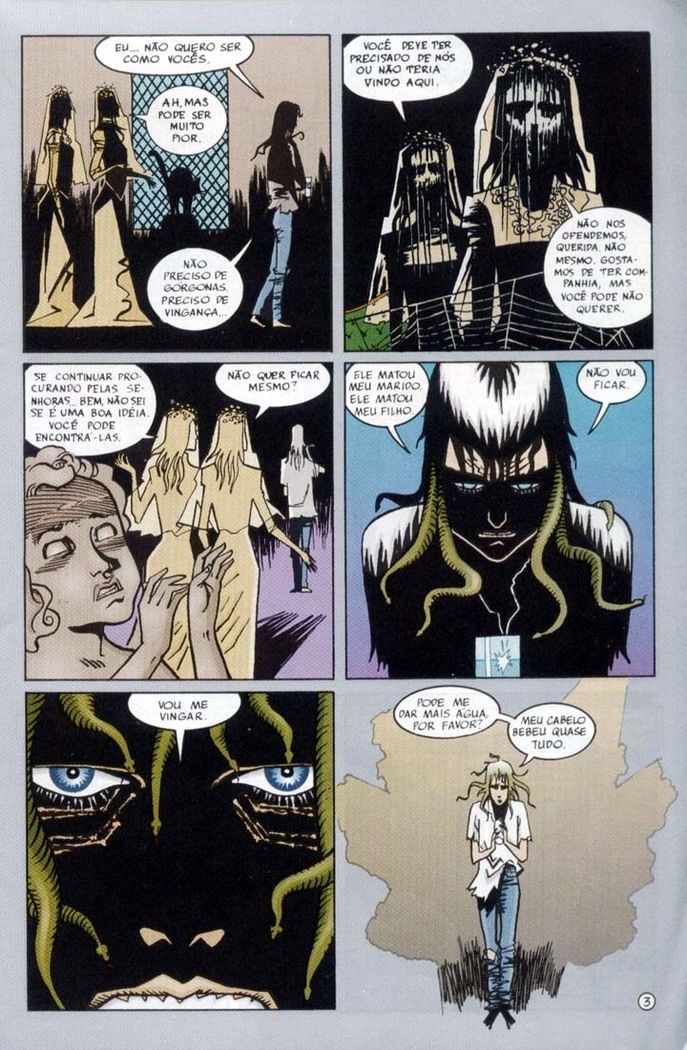 EU... NÃO QUERO SER
COMO VOCÊS.
AH, MAS
PODE SER
MUITO
PIOR.
NÃO
PRECISO DE
GORGONAS.
PRECISO DE
VINGANÇA...
VOCÊ DEVE TER
PRECISADO DE NÓS
OU NÃO TERIA
VINDO AQUI.
NÃO NOS
OFENDEMOS,
QUERIDA. NÃO
MESMO. GOSTA-
MOS DE TER COM-
PANHIA, MAS
VOCÊ PODE NÃO
QUERER.
SE CONTINUAR PRO-
CURANDO PELAS SE-
NHORAS... BEM, NÃO SEI
SE É UMA BOA IDÉIA.
VOCÊ PODE
ENCONTRÁ-LAS.
NÃO QUER FICAR
MESMO?
ELE MATOU
MEU MARIDO.
ELE MATOU
MEU FILHO.
NÃO VOU
FICAR.
VOU ME
VINGAR.
PODE ME
DAR MAIS ÁGUA,
POR FAVOR?
MEU CABELO
BEBEU QUASE
TUDO.
3